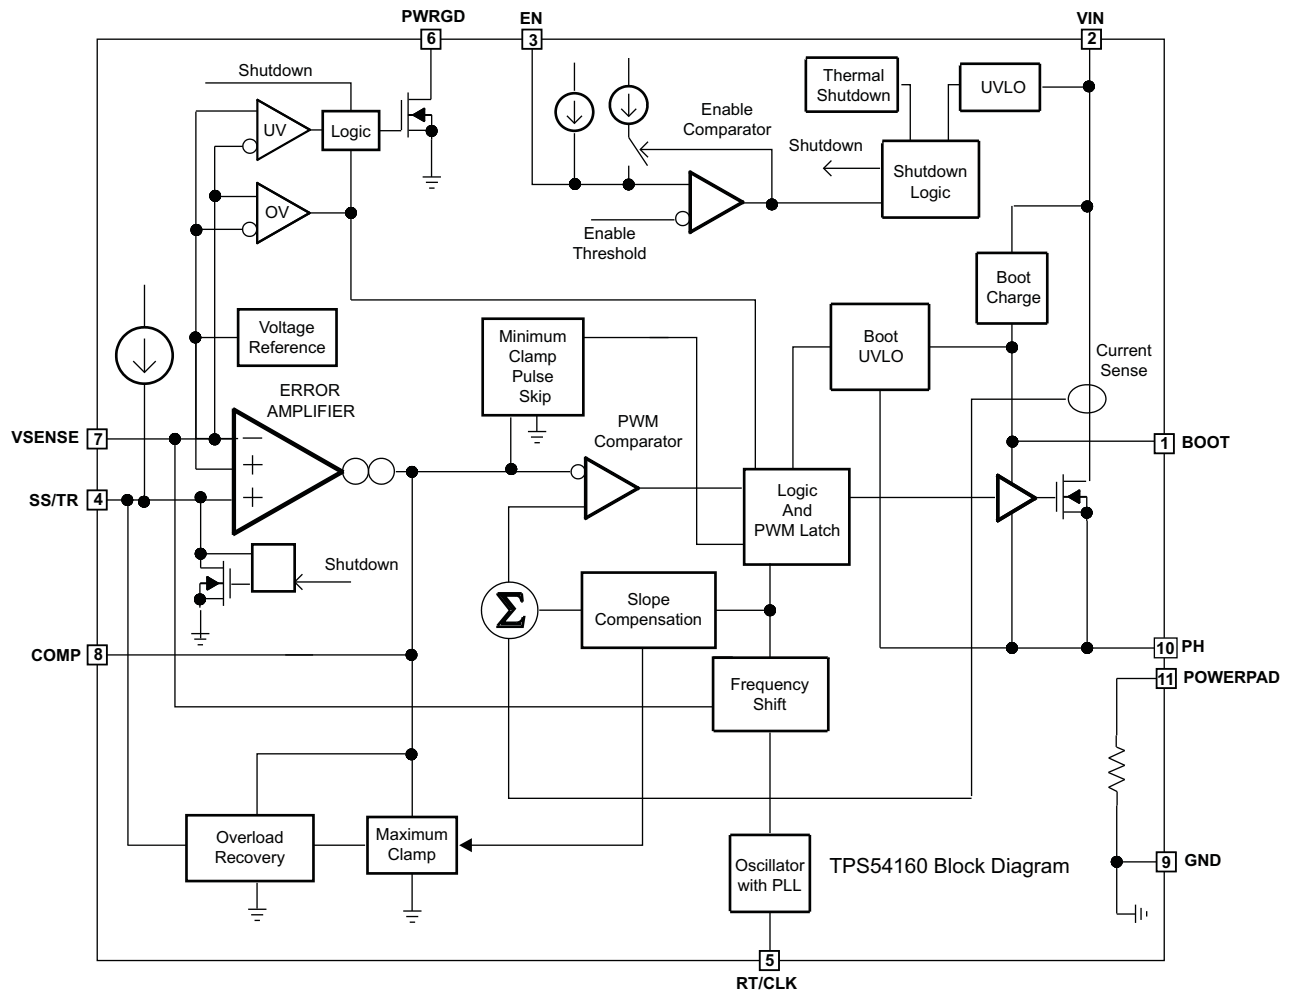 PWRGD
EN
VIN
6
3
2
Shutdown
Thermal
Shutdown
UVLO
Enable
Comparator
UV
Logic
Shutdown
Shutdown
Logic
OV
Enable
Threshold
Boot
Charge
Voltage
Reference
Minimum
Clamp
Pulse
Skip
Boot
UVLO
Current
Sense
ERROR
AMPLIFIER
PWM
Comparator
VSENSE
7
1
BOOT
−
+
+
SS/TR
4
Logic
And
PWM Latch
Shutdown
Σ
Slope
Compensation
COMP
8
10
PH
11
POWERPAD
Frequency
Shift
Overload
Recovery
Maximum
Clamp
Oscillator
with PLL
TPS54160 Block Diagram
9
GND
5
RT/CLK